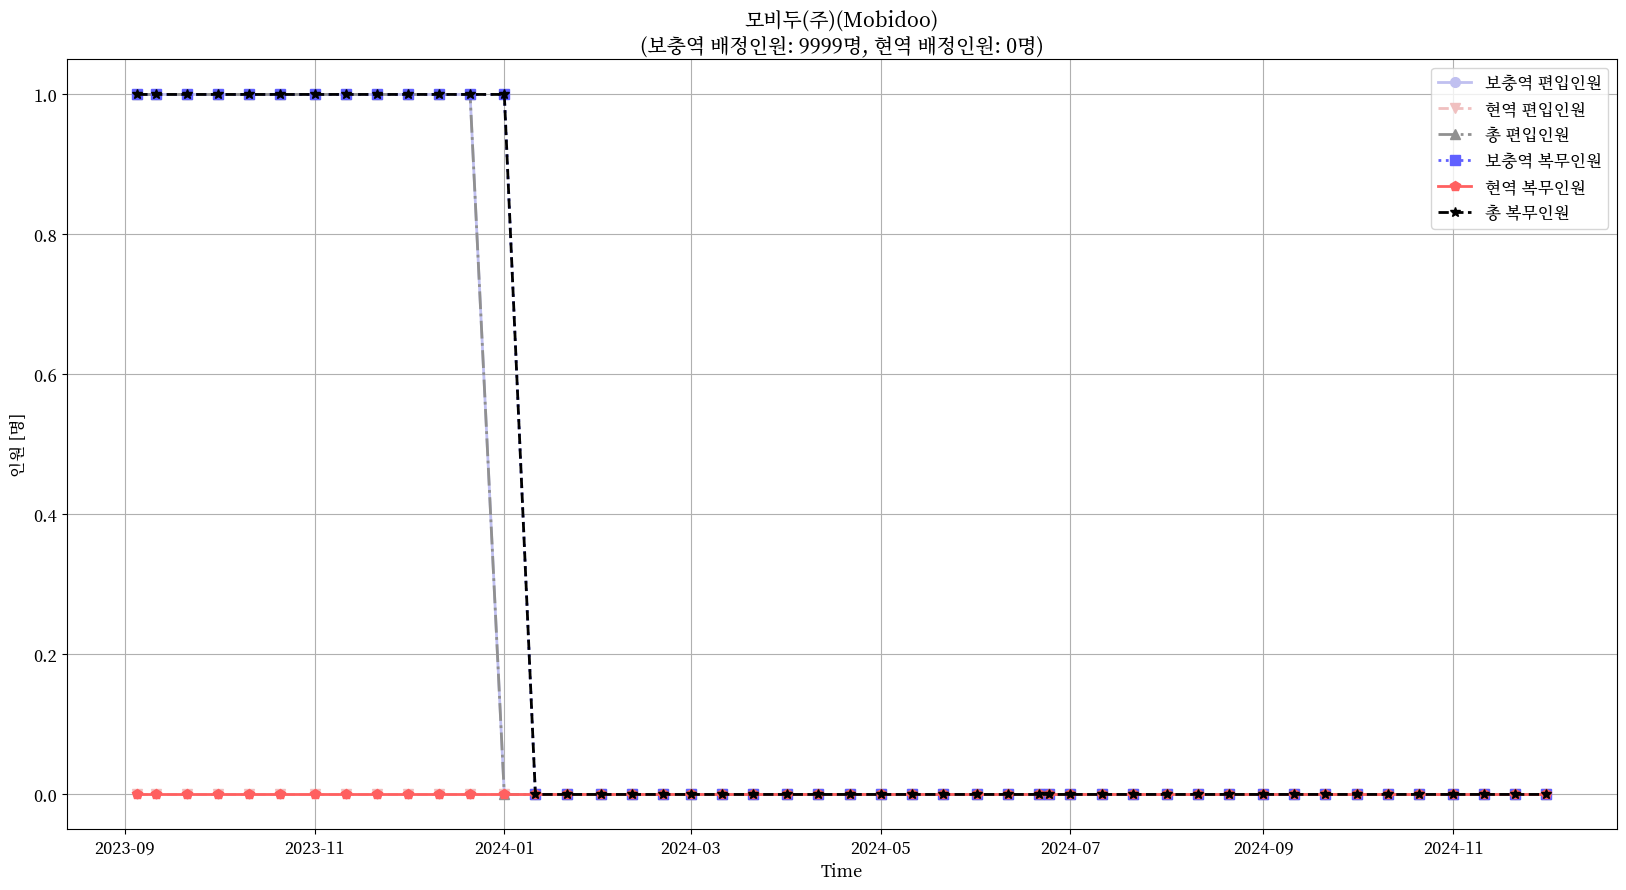 모비두(주)(Mobidoo)
(보충역 배정인원: 9999명, 현역 배정인원: 0명)
보충역 편입인원
현역 편입인원
총 편입인원
보충역 복무인원
현역 복무인원
총 복무인원
1.0
0.8
0.6
0.4
0.2
0.0
인원 [명]
2023-09 2023-11 2024-01 2024-03 2024-05 2024-07 2024-09 2024-11
Time